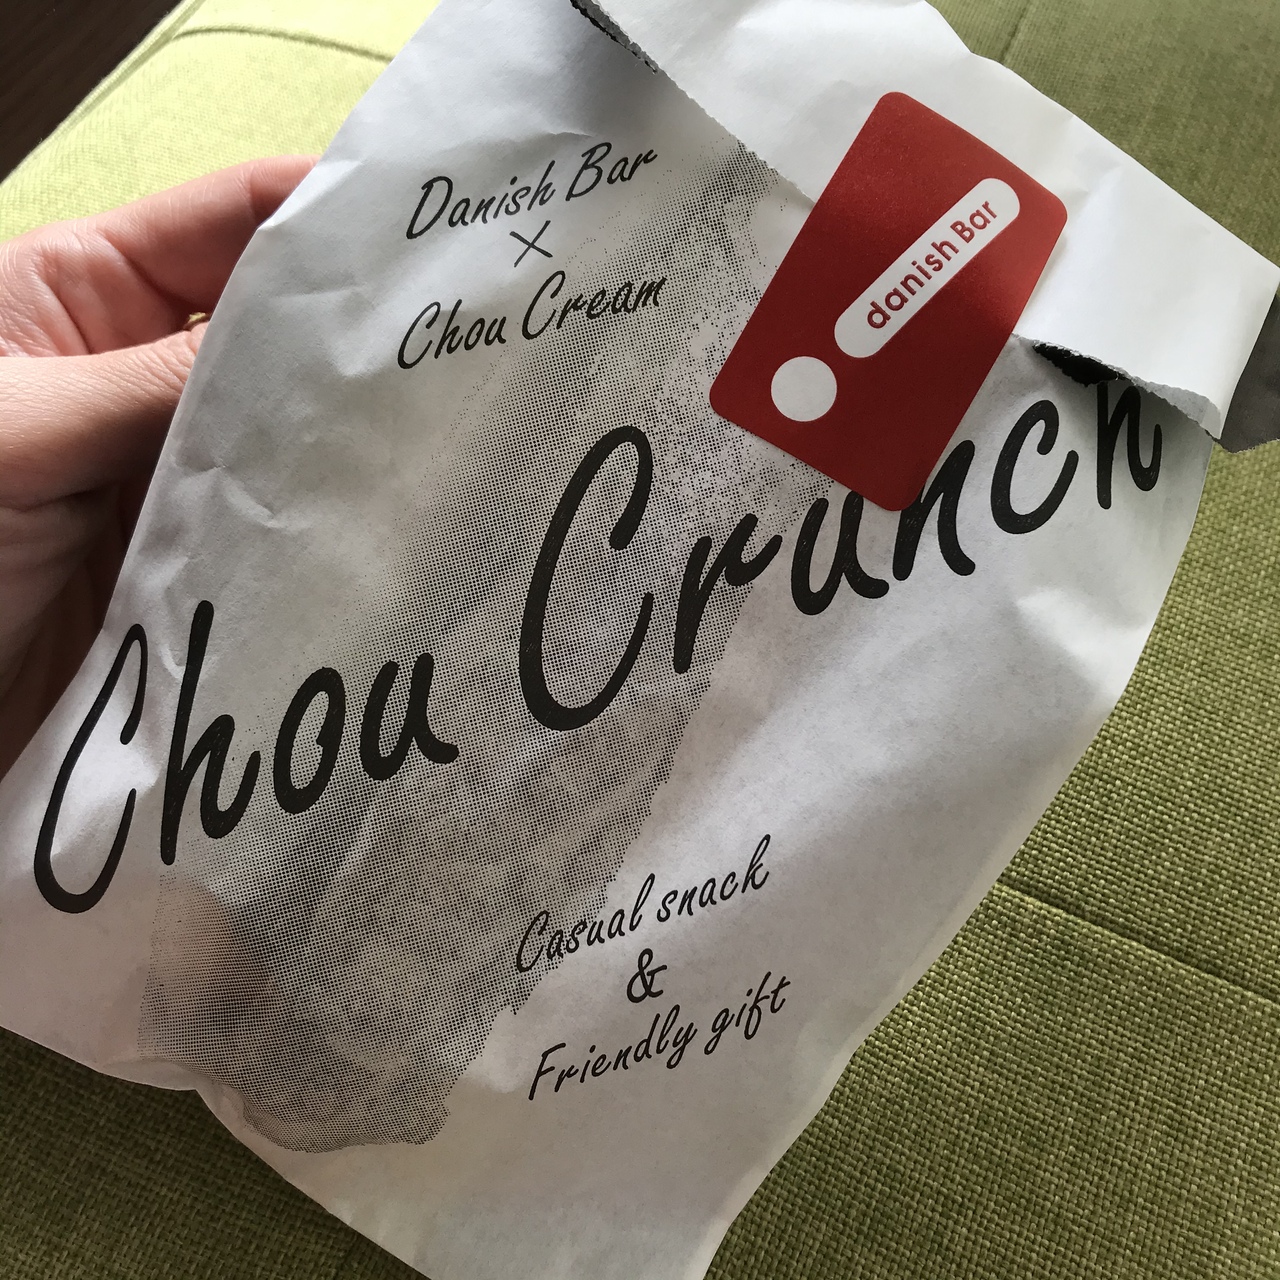 Danish Bar
×
Chou Cream
danish Bar
Chou Crunch
Casual snack
&
Friendly gift